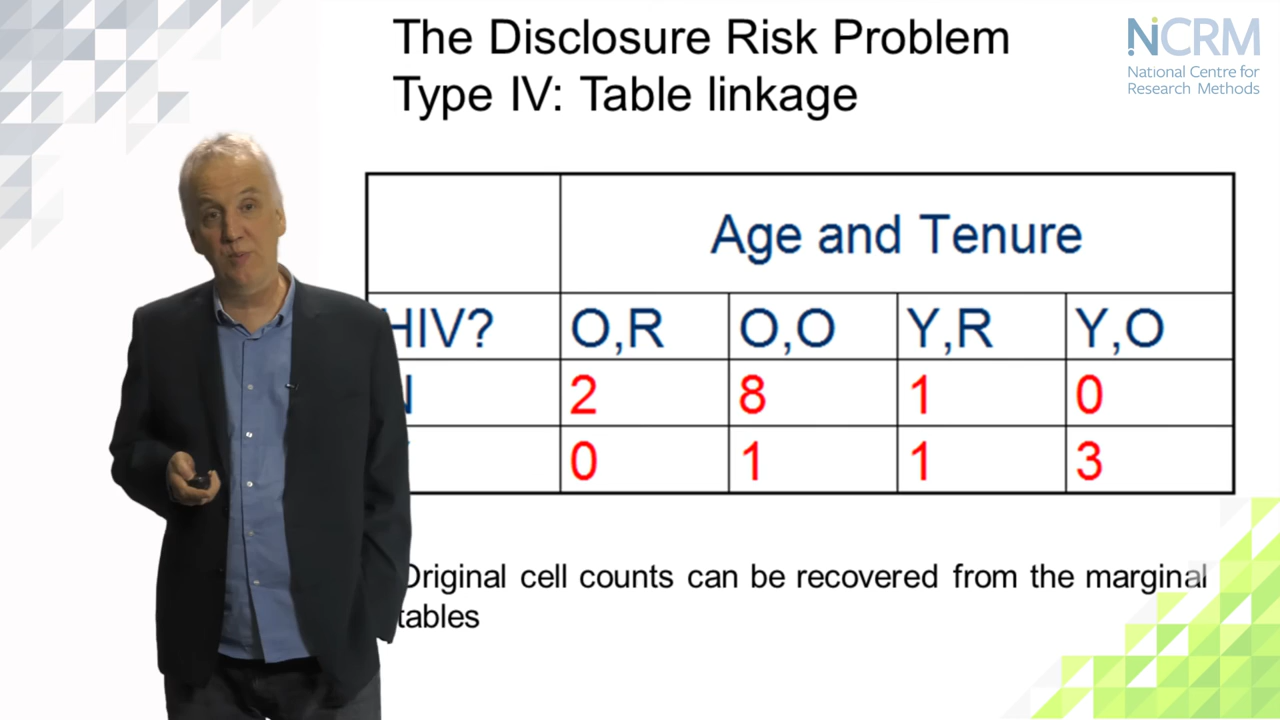 The Disclosure Risk Problem
Type IV: Table linkage
NCRM
National Centre for
Research Methods
Age and Tenure
HIV? O,R O,O Y,R Y,O
N 2 8 1 0
0 1 1 3
Original cell counts can be recovered from the marginal
tables